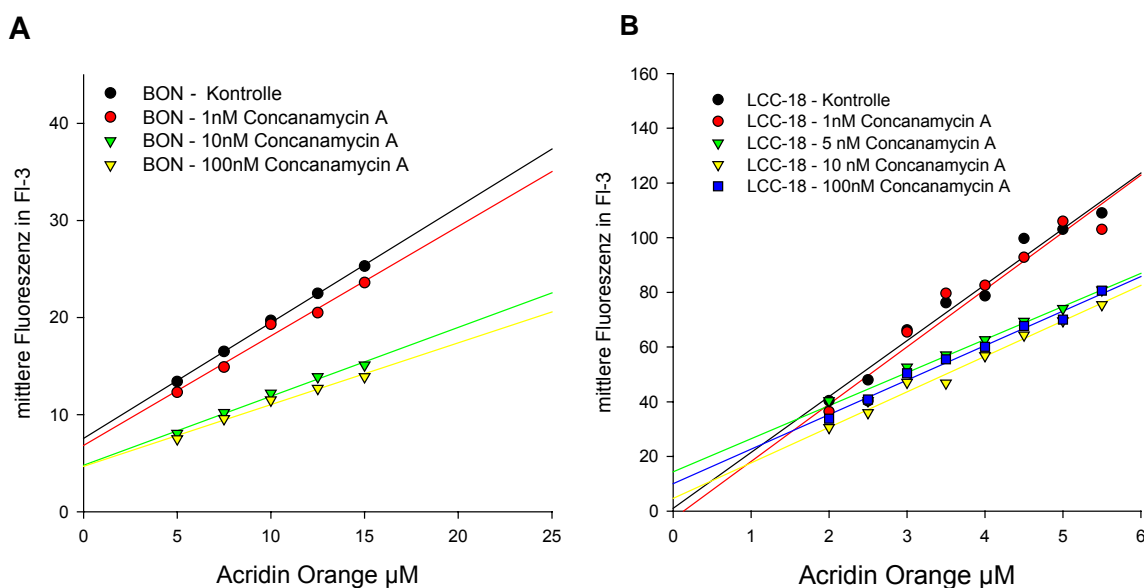 A
BON - Kontrolle
BON - 1nM Concanamycin A
BON - 10nM Concanamycin A
BON - 100nM Concanamycin A
mittlere Fluoreszenz in Fl-3
40
30
20
10
0
0 5 10 15 20 25
Acridin Orange µM
B
LCC-18 - Kontrolle
LCC-18 - 1nM Concanamycin A
LCC-18 - 5 nM Concanamycin A
LCC-18 - 10 nM Concanamycin A
LCC-18 - 100nM Concanamycin A
mittlere Fluoreszenz in Fl-3
160
140
120
100
80
60
40
20
0
0 1 2 3 4 5 6
Acridin Orange µM